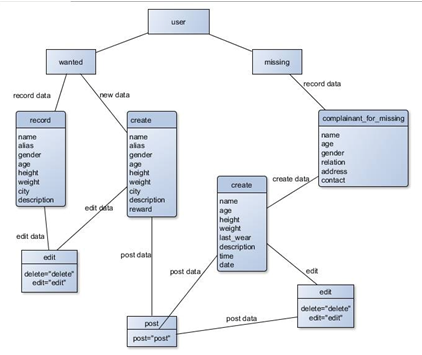 user
wanted
missing
record data
new data
record data
record
name
alias
gender
age
height
weight
city
description
create
name
alias
gender
age
height
weight
city
description
reward
complainant_for_missing
name
age
gender
relation
address
contact
create data
edit data
edit data
create
name
age
height
weight
last_wear
description
time
date
edit
delete="delete"
edit="edit"
post data
post data
edit
edit
delete="delete"
edit="edit"
post data
post
post="post"